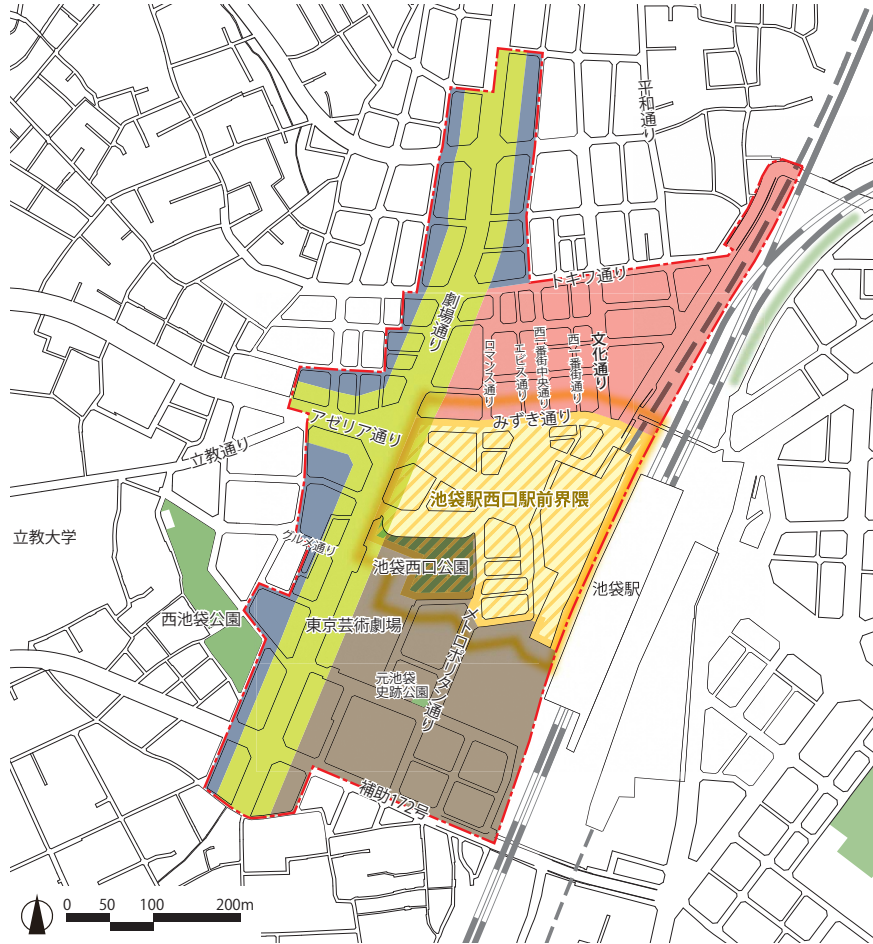 平和通り
トキワ通り
劇場通り
ロマンス通り
エビス通り
西一番街中央通り
西一番街通り
文化通り
みずき通り
アゼリア通り
立教通り
池袋駅西口駅前界隈
立教大学
グルメ通り
池袋西口公園
池袋駅
西池袋公園
東京芸術劇場
メトロポリタン通り
元池袋
史跡公園
補助172号
0 50 100 200m